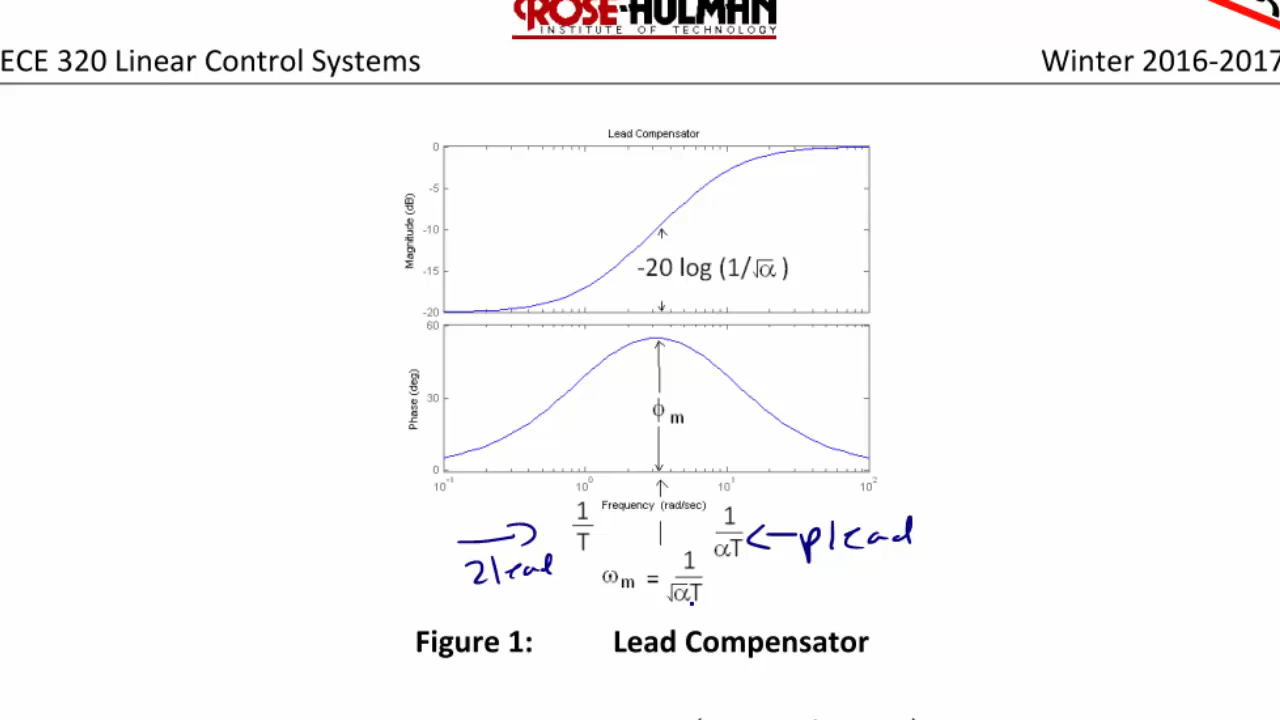 ROSE-HULMAN
INSTITUTE OF TECHNOLOGY
ECE 320 Linear Control Systems Winter 2016-2017
Lead Compensator
Magnitude (dB)
0
-5
-10
-15
-20
-20 log (1/√α )
Phase (deg)
60
30
0
ϕm
10⁻¹ 10⁰ 10¹ 10²
Frequency (rad/sec)
1/T 1/αT
zlead plead
ωm = 1/√αT
Figure 1: Lead Compensator